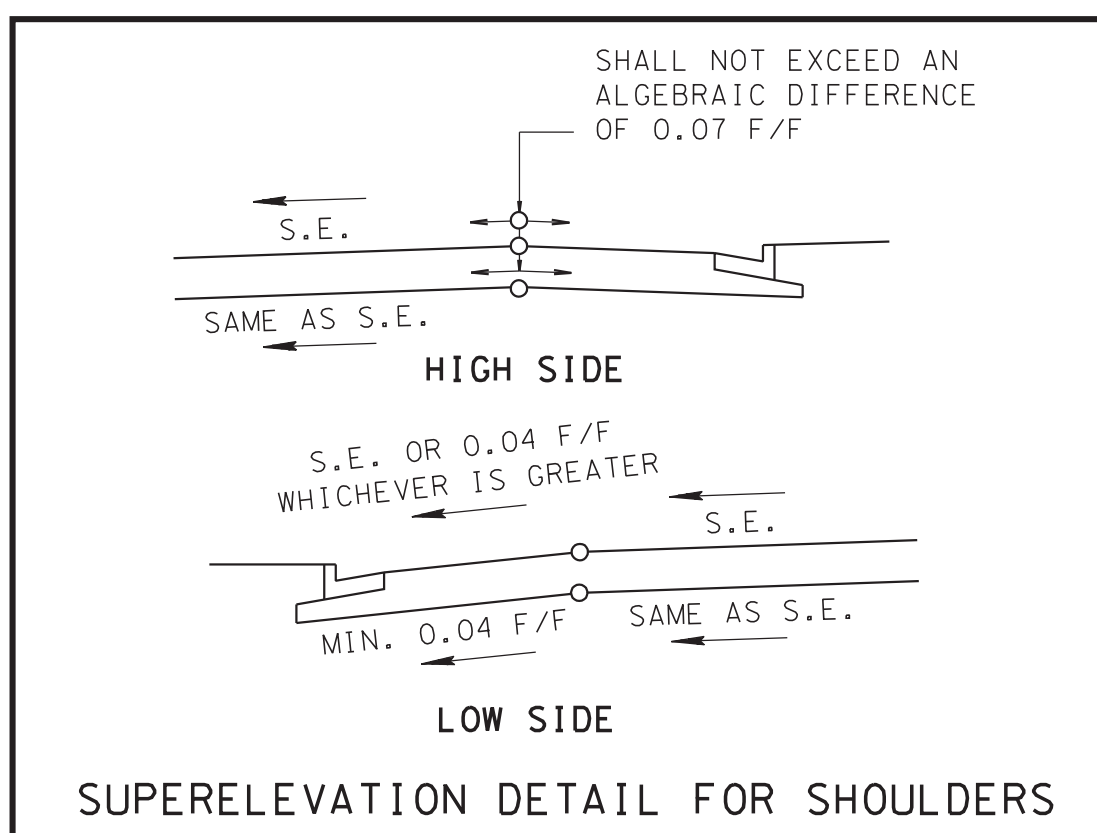 SHALL NOT EXCEED AN
ALGEBRAIC DIFFERENCE
OF 0.07 F/F
S.E.
SAME AS S.E.
HIGH SIDE
S.E. OR 0.04 F/F
WHICHEVER IS GREATER
S.E.
MIN. 0.04 F/F
SAME AS S.E.
LOW SIDE
SUPERELEVATION DETAIL FOR SHOULDERS